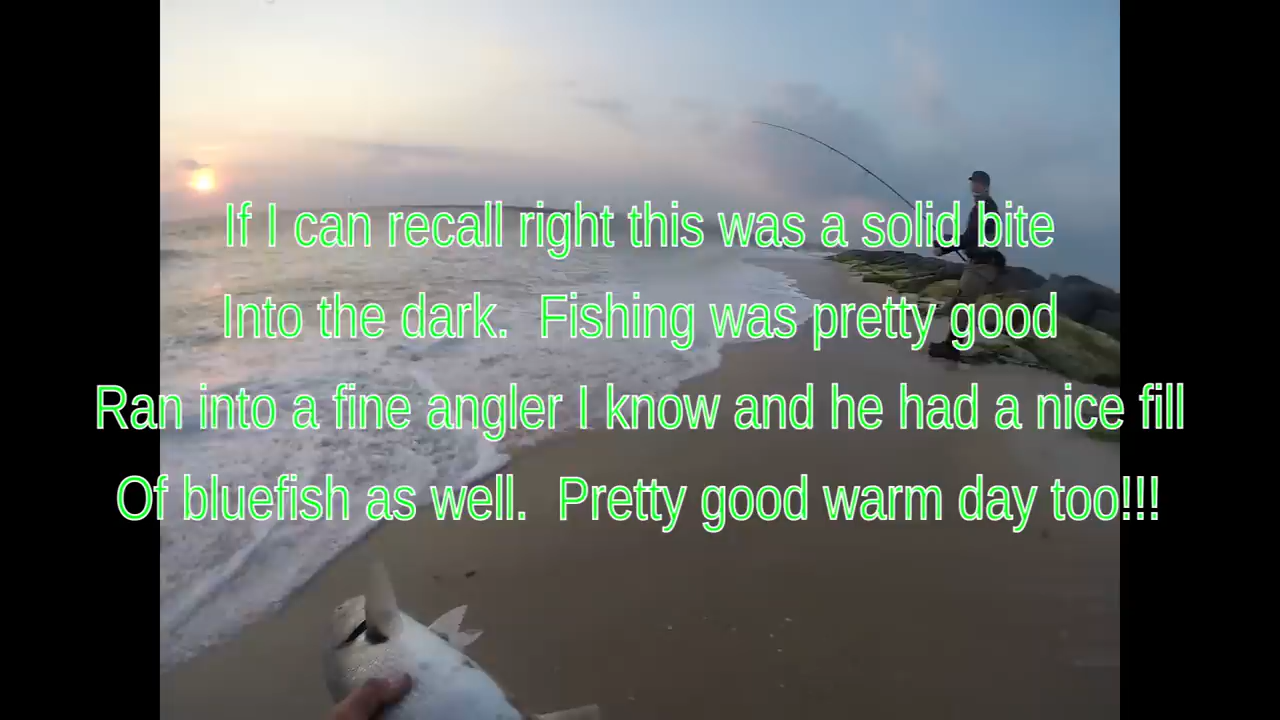 If I can recall right this was a solid bite
Into the dark.  Fishing was pretty good
Ran into a fine angler I know and he had a nice fill
Of bluefish as well.  Pretty good warm day too!!!